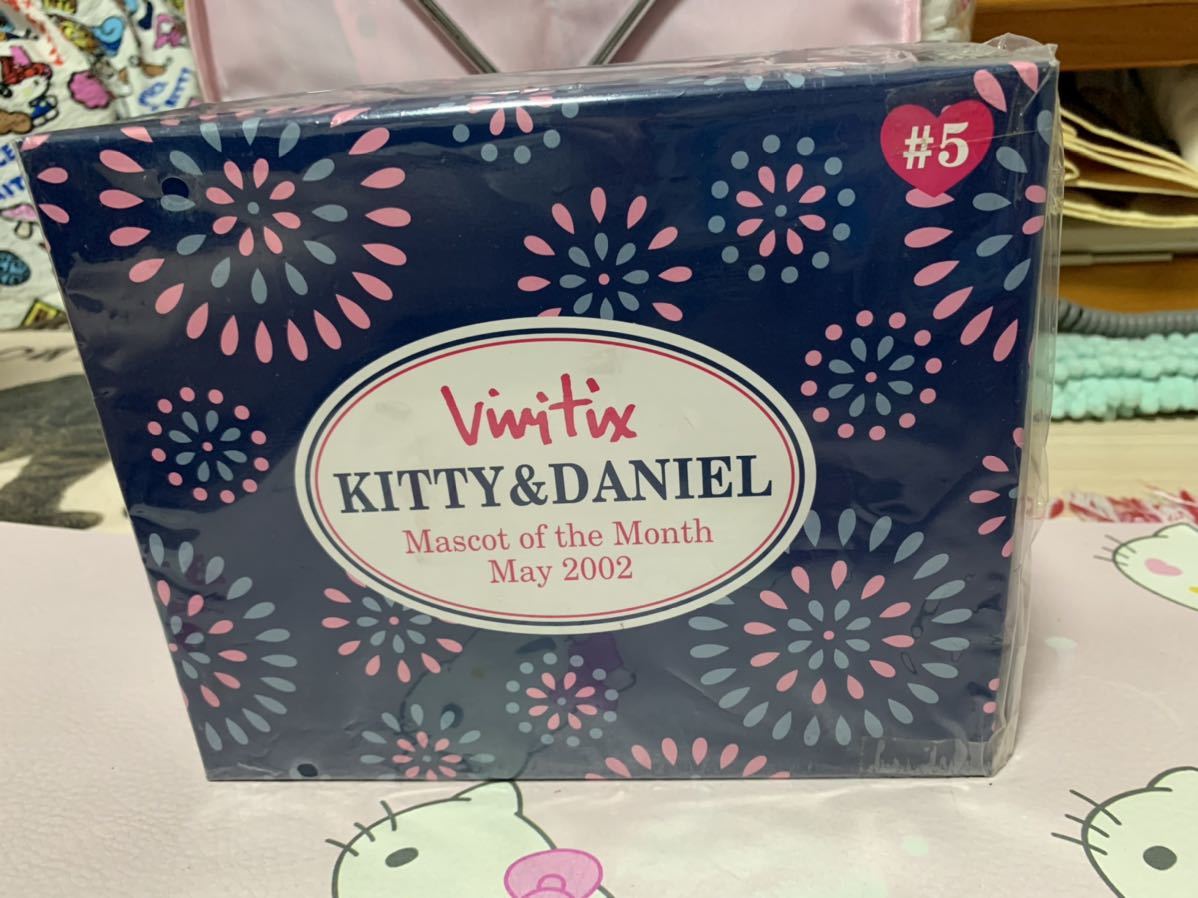 #5
Vivitix
KITTY&DANIEL
Mascot of the Month
May 2002